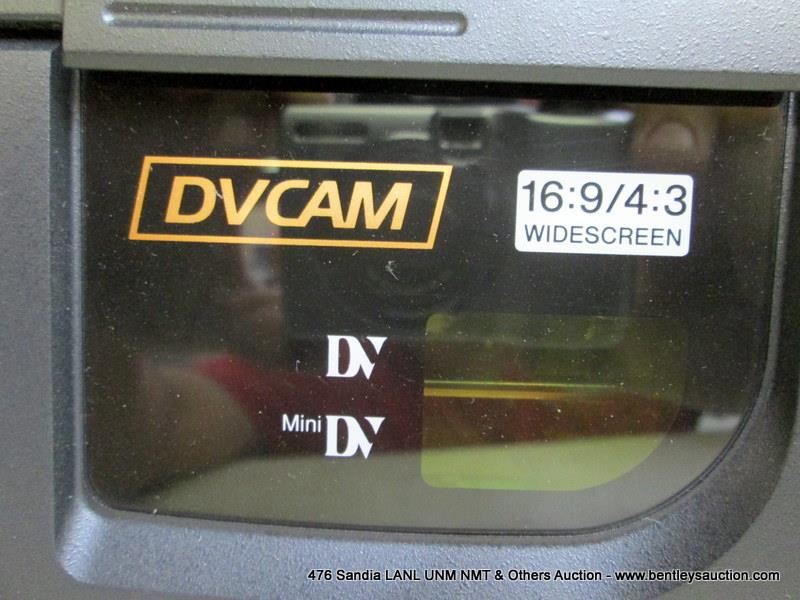 DVCAM
16:9/4:3
WIDESCREEN
DV
Mini DV
476 Sandia LANL UNM NMT & Others Auction - www.bentleysauction.com